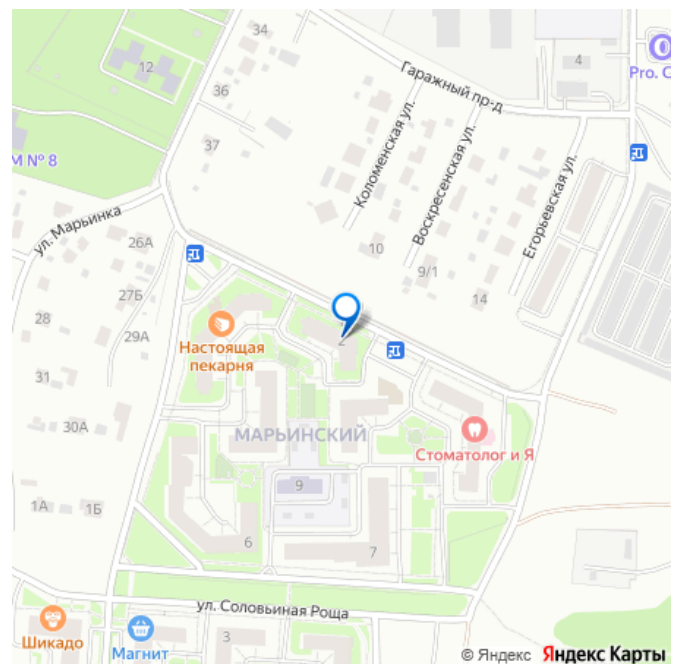 34
12
4
Гаражный пр-д
Pro. C
36
Коломенская ул.
37
Воскресенская ул.
М № 8
Егорьевская ул.
ул. Марьинка
26А
10
9/1
27Б
14
28
Настоящая
пекарня
29А
2
31
30А
МАРЬИНСКИЙ
Стоматолог и Я
9
1А
1Б
6
7
ул. Соловьиная Роща
Шикадо
Магнит
3
© Яндекс Яндекс Карты